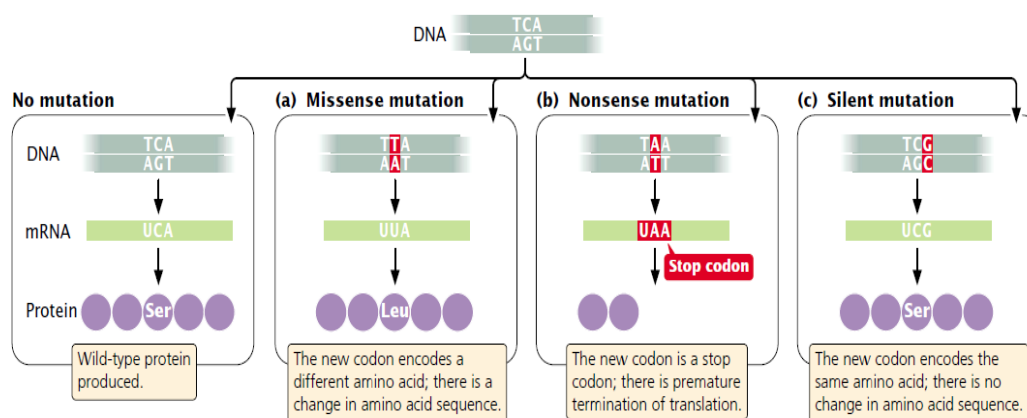 DNA
TCA
AGT
No mutation
DNA
TCA
AGT
mRNA
UCA
Protein
Ser
Wild-type protein
produced.
(a) Missense mutation
TTA
AAT
UUA
Leu
The new codon encodes a
different amino acid; there is a
change in amino acid sequence.
(b) Nonsense mutation
TAA
ATT
UAA
Stop codon
The new codon is a stop
codon; there is premature
termination of translation.
(c) Silent mutation
TCG
AGC
UCG
Ser
The new codon encodes the
same amino acid; there is no
change in amino acid sequence.